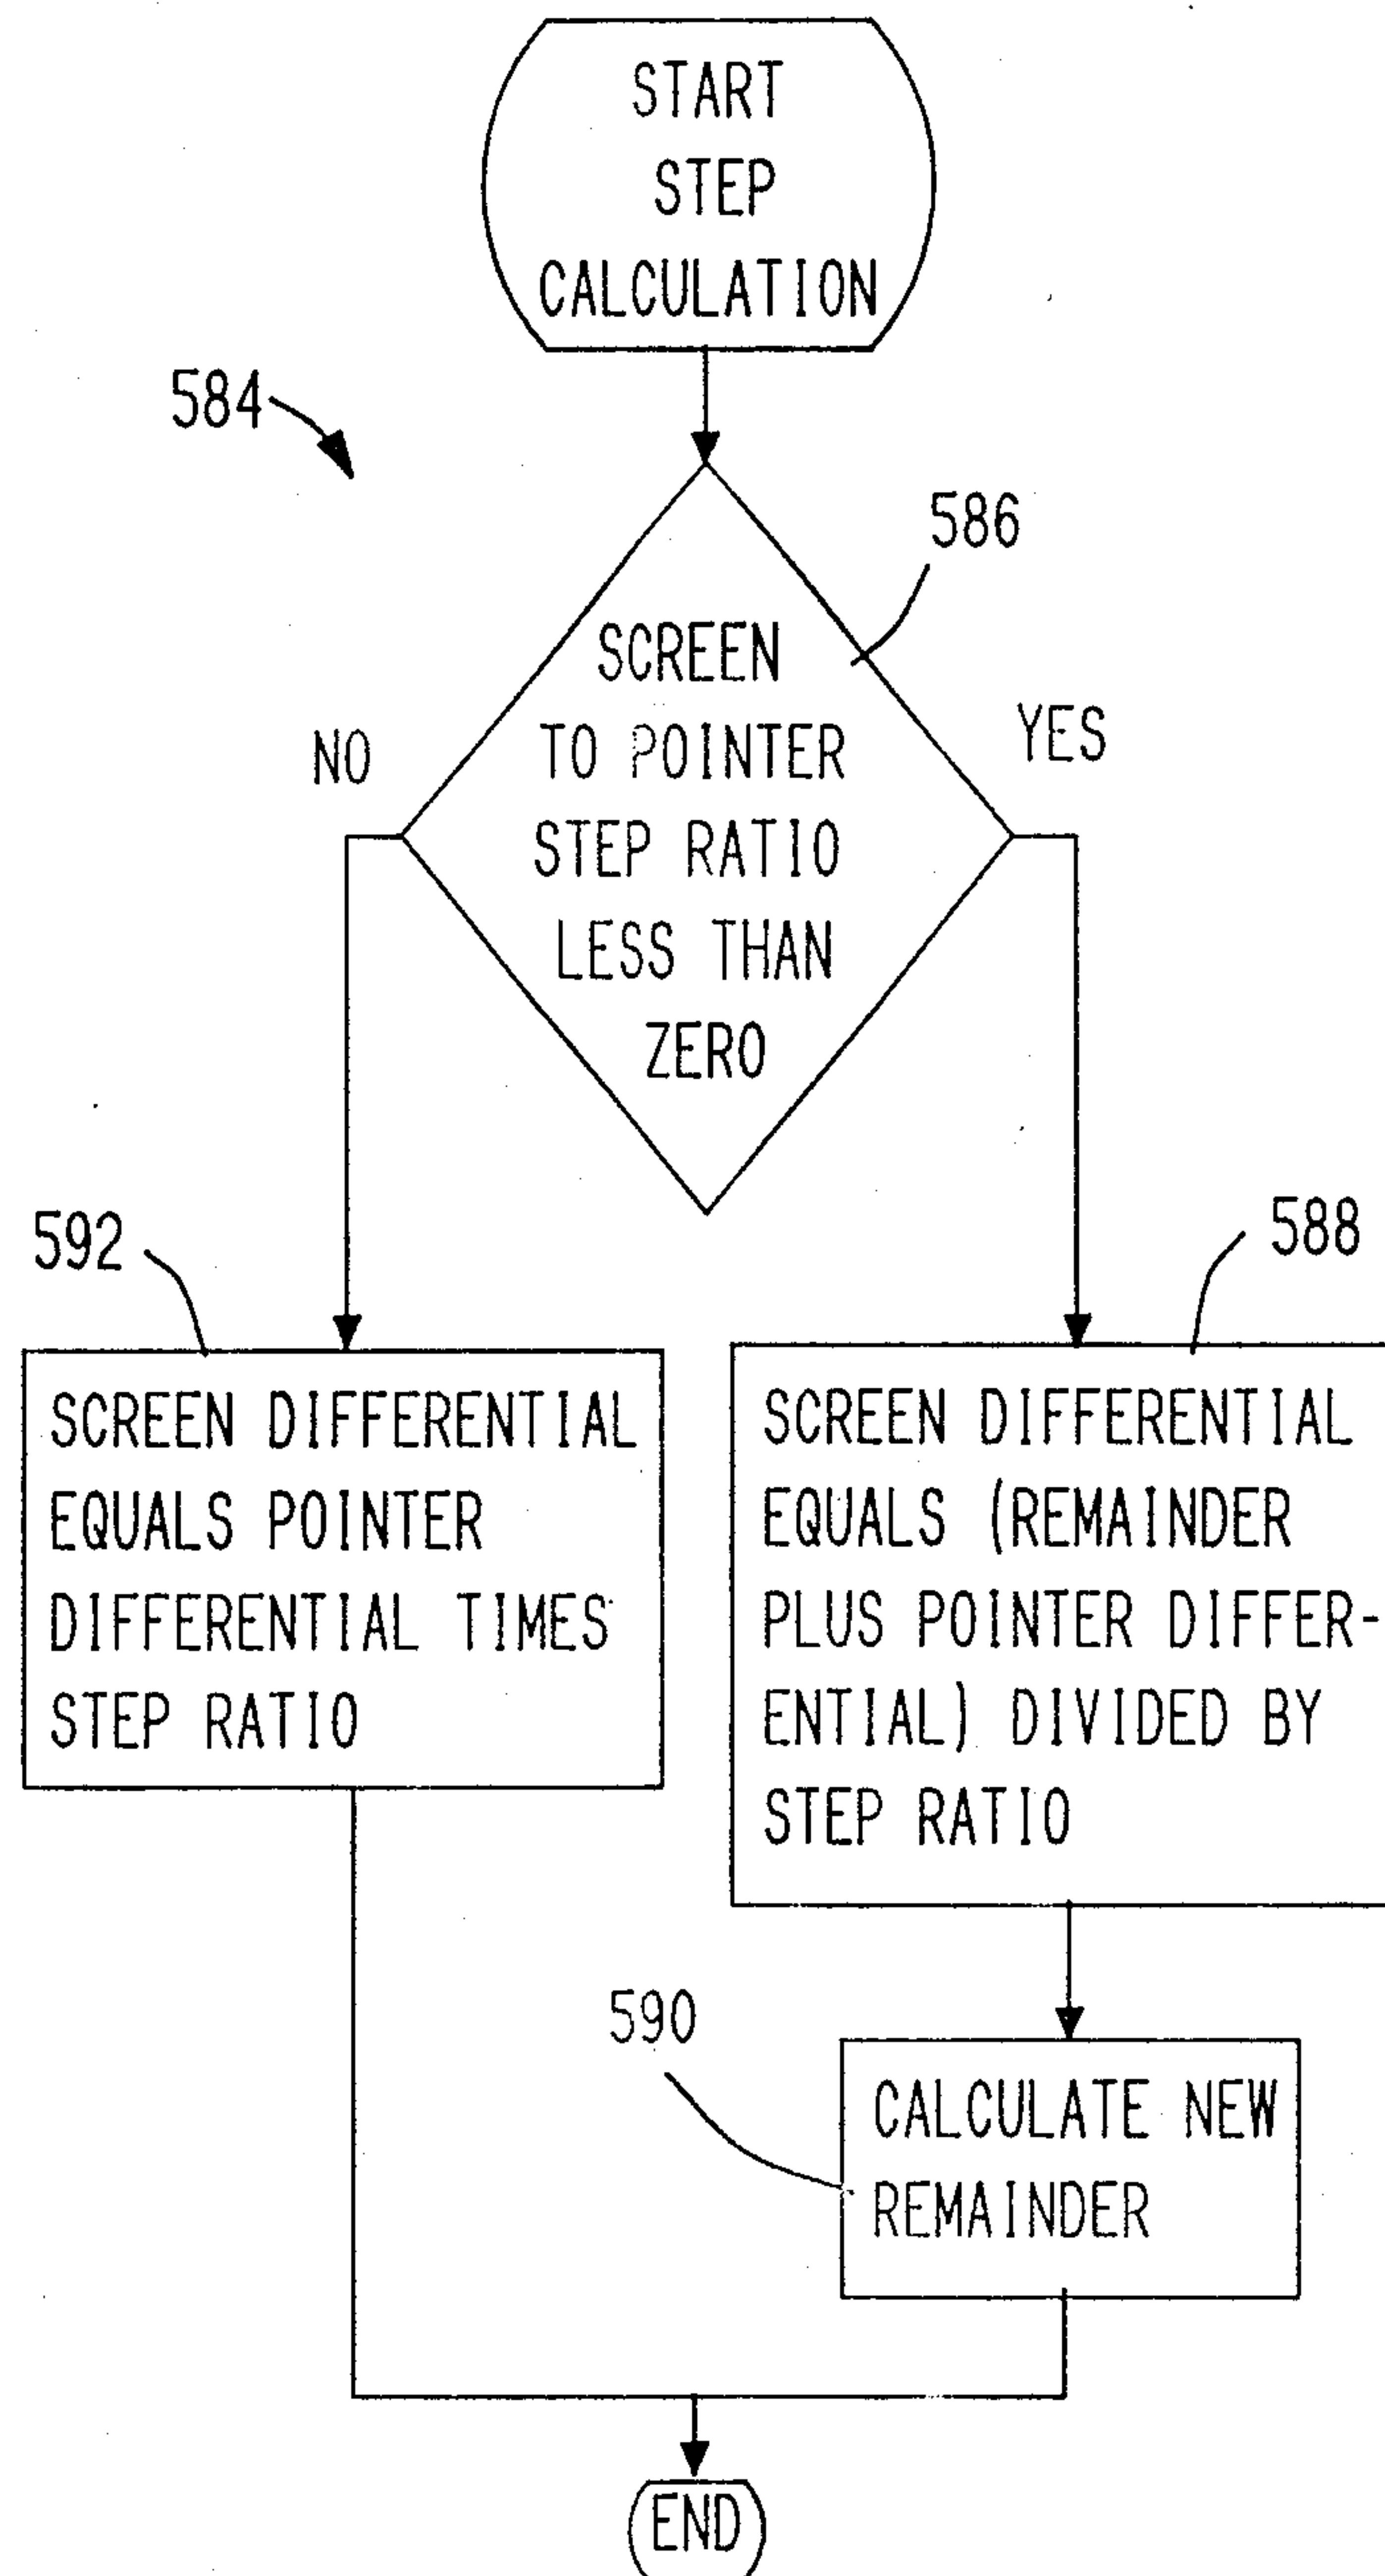 START
STEP
CALCULATION
584
586
SCREEN
TO POINTER
STEP RATIO
LESS THAN
ZERO
NO
YES
592
SCREEN DIFFERENTIAL
EQUALS POINTER
DIFFERENTIAL TIMES
STEP RATIO
588
SCREEN DIFFERENTIAL
EQUALS (REMAINDER
PLUS POINTER DIFFER-
ENTIAL) DIVIDED BY
STEP RATIO
590
CALCULATE NEW
REMAINDER
END